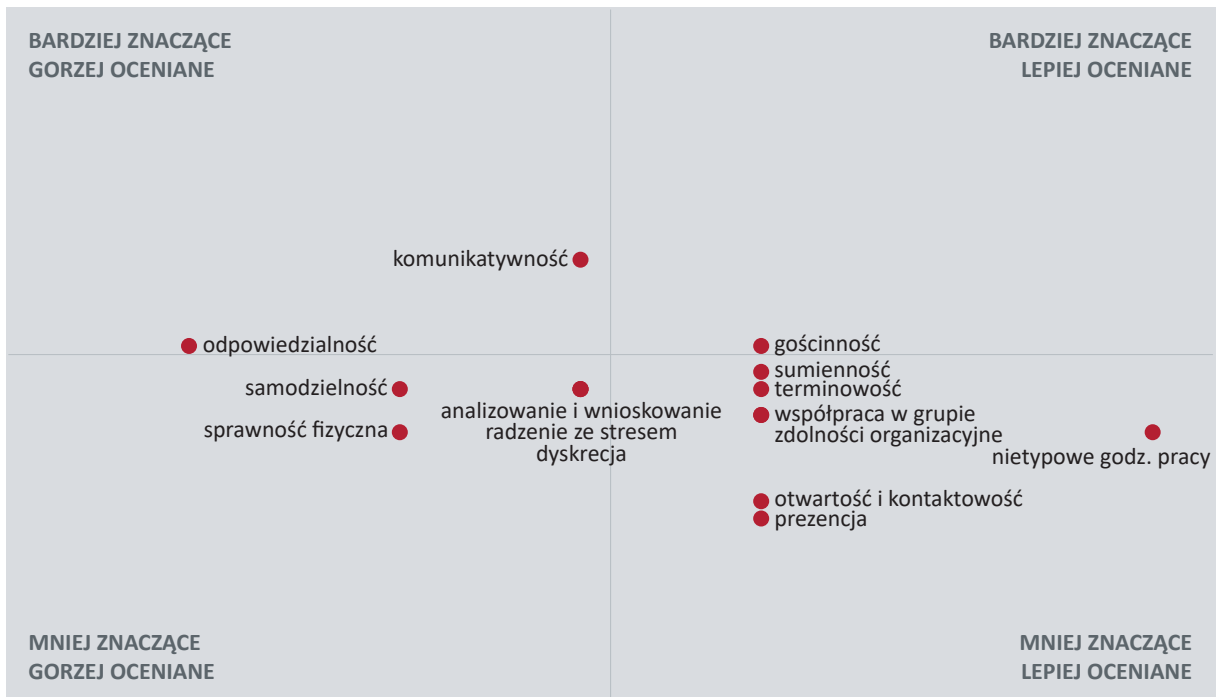 BARDZIEJ ZNACZĄCE
GORZEJ OCENIANE
BARDZIEJ ZNACZĄCE
LEPIEJ OCENIANE
komunikatywność
odpowiedzialność
gościnność
sumienność
samodzielność
terminowość
analizowanie i wnioskowanie
radzenie ze stresem
dyskrecja
sprawność fizyczna
współpraca w grupie
zdolności organizacyjne
nietypowe godz. pracy
otwartość i kontaktowość
prezencja
MNIEJ ZNACZĄCE
GORZEJ OCENIANE
MNIEJ ZNACZĄCE
LEPIEJ OCENIANE